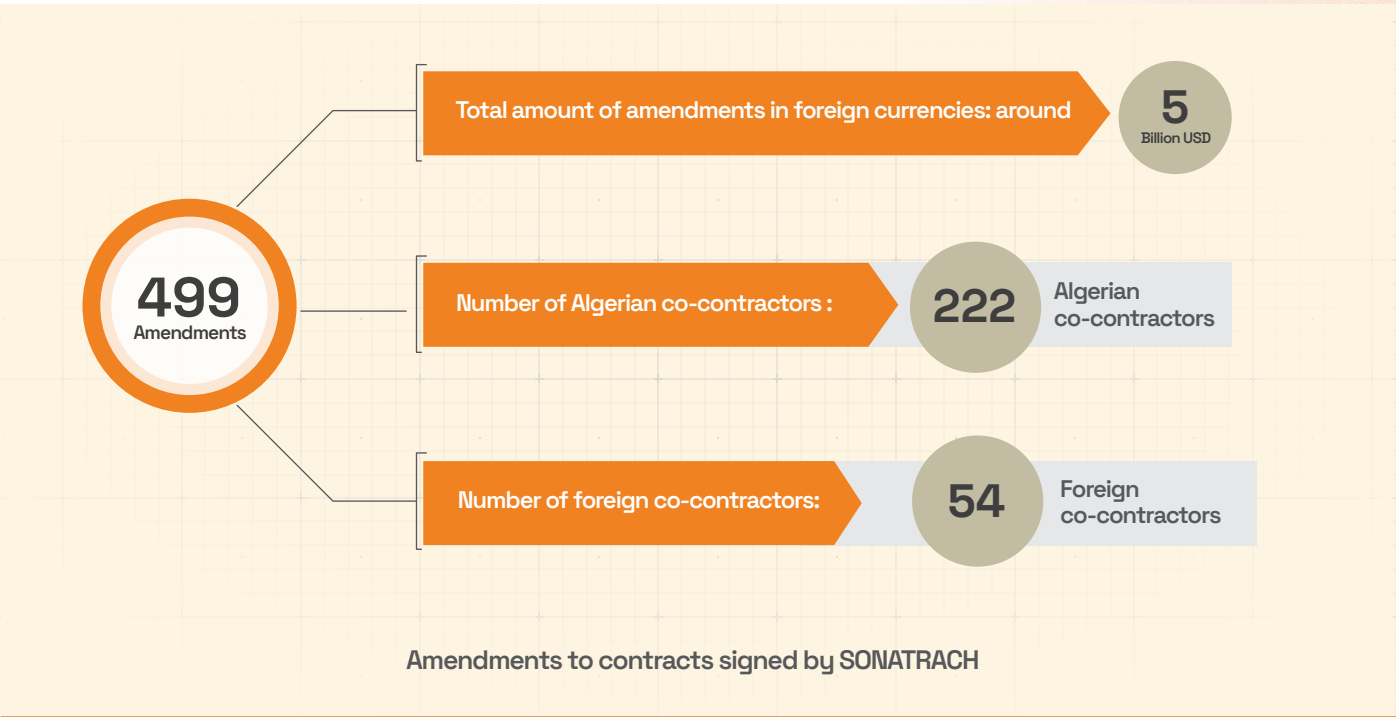 Total amount of amendments in foreign currencies: around
5
Billion USD
499
Amendments
Number of Algerian co-contractors :
222
Algerian
co-contractors
Number of foreign co-contractors:
54
Foreign
co-contractors
Amendments to contracts signed by SONATRACH